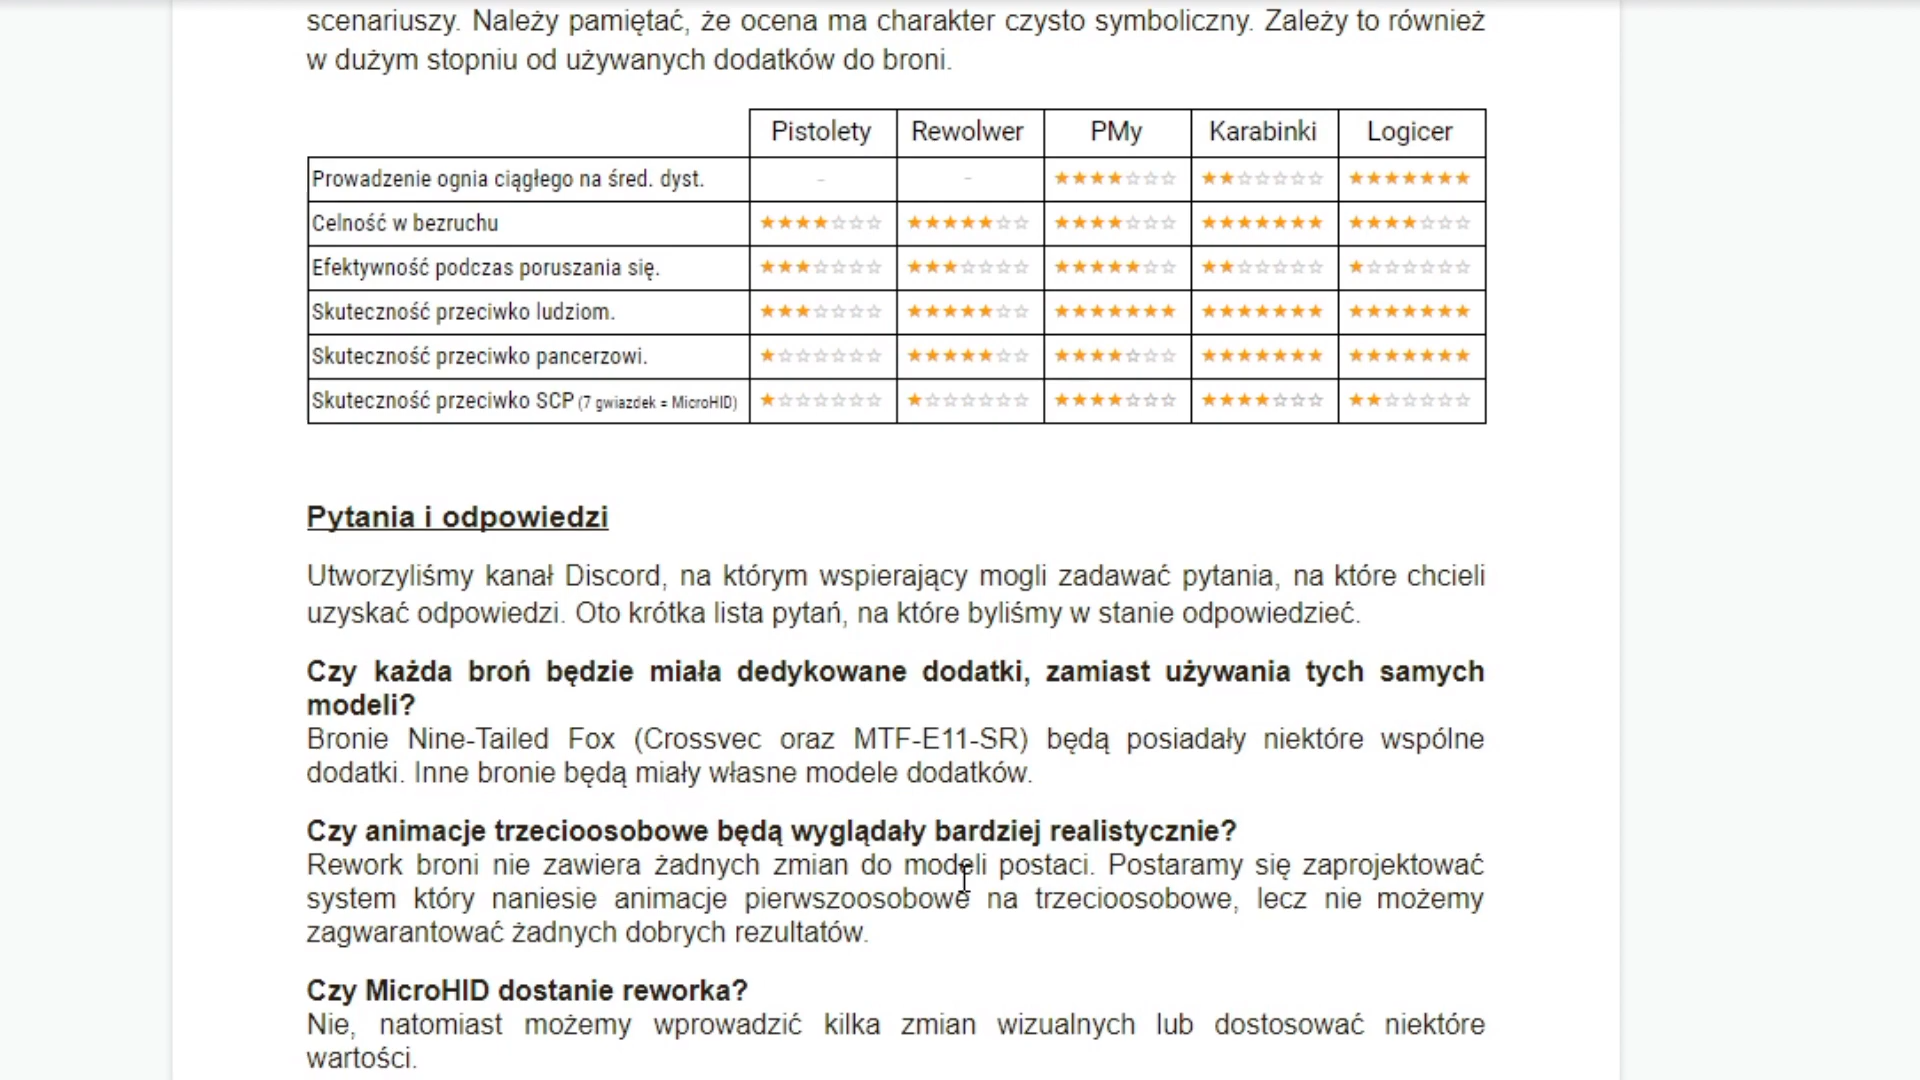 scenariuszy. Należy pamiętać, że ocena ma charakter czysto symboliczny. Zależy to również
w dużym stopniu od używanych dodatków do broni.
Pistolety Rewolwer PMy Karabinki Logicer
Prowadzenie ognia ciągłego na śred. dyst. - - ★★★★☆☆☆ ★★☆☆☆☆☆ ★★★★★★★
Celność w bezruchu ★★★★☆☆☆ ★★★★★☆☆ ★★★★☆☆☆ ★★★★★★★ ★★★★☆☆☆
Efektywność podczas poruszania się. ★★★☆☆☆☆ ★★★☆☆☆☆ ★★★★★☆☆ ★★☆☆☆☆☆ ★☆☆☆☆☆☆
Skuteczność przeciwko ludziom. ★★★☆☆☆☆ ★★★★★☆☆ ★★★★★★★ ★★★★★★★ ★★★★★★★
Skuteczność przeciwko pancerzowi. ★☆☆☆☆☆☆ ★★★★★☆☆ ★★★★☆☆☆ ★★★★★★★ ★★★★★★★
Skuteczność przeciwko SCP (7 gwiazdek = MicroHID) ★☆☆☆☆☆☆ ★☆☆☆☆☆☆ ★★★★☆☆☆ ★★★★☆☆☆ ★★☆☆☆☆☆
Pytania i odpowiedzi
Utworzyliśmy kanał Discord, na którym wspierający mogli zadawać pytania, na które chcieli
uzyskać odpowiedzi. Oto krótka lista pytań, na które byliśmy w stanie odpowiedzieć.
Czy każda broń będzie miała dedykowane dodatki, zamiast używania tych samych
modeli?
Bronie Nine-Tailed Fox (Crossvec oraz MTF-E11-SR) będą posiadały niektóre wspólne
dodatki. Inne bronie będą miały własne modele dodatków.
Czy animacje trzecioosobowe będą wyglądały bardziej realistycznie?
Rework broni nie zawiera żadnych zmian do modeli postaci. Postaramy się zaprojektować
system który naniesie animacje pierwszoosobowe na trzecioosobowe, lecz nie możemy
zagwarantować żadnych dobrych rezultatów.
Czy MicroHID dostanie reworka?
Nie, natomiast możemy wprowadzić kilka zmian wizualnych lub dostosować niektóre
wartości.